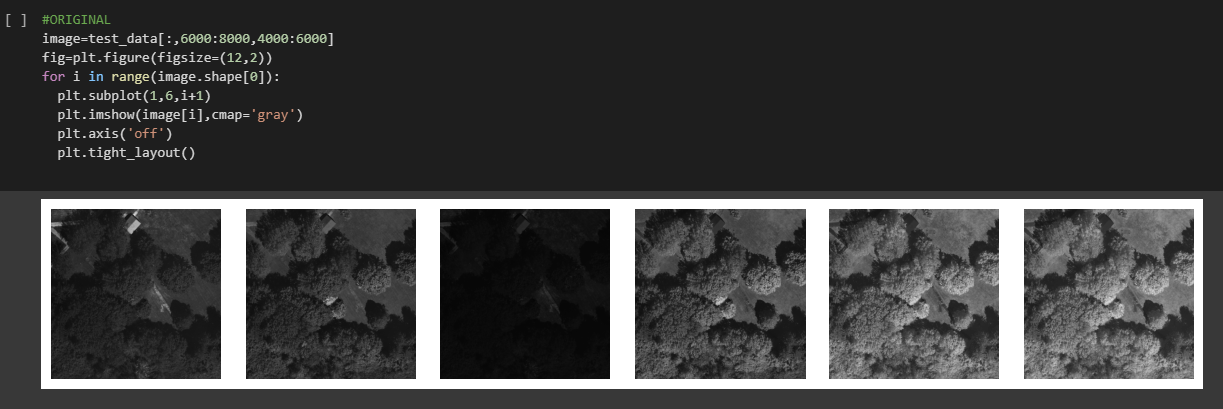 [ ] #ORIGINAL
image=test_data[:,6000:8000,4000:6000]
fig=plt.figure(figsize=(12,2))
for i in range(image.shape[0]):
  plt.subplot(1,6,i+1)
  plt.imshow(image[i],cmap='gray')
  plt.axis('off')
  plt.tight_layout()